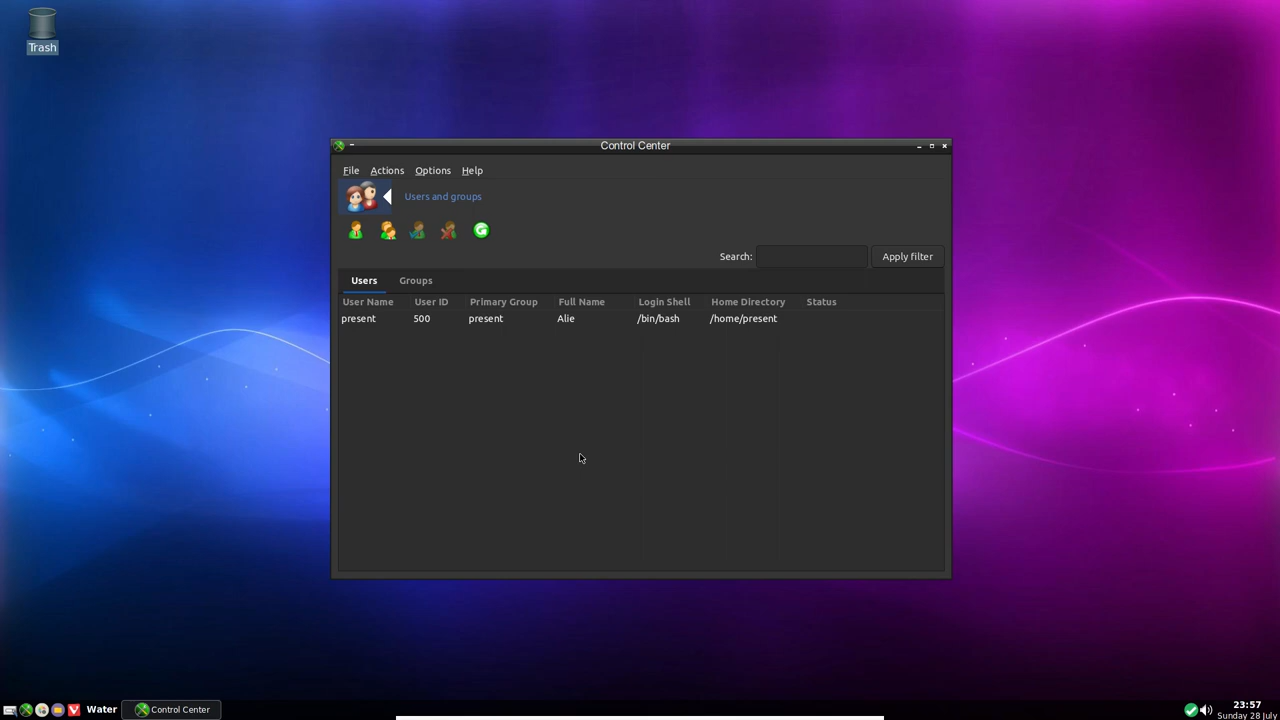 Trash
Control Center
File Actions Options Help
Users and groups
Search: Apply filter
Users Groups
User Name User ID Primary Group Full Name Login Shell Home Directory Status
present 500 present Alie /bin/bash /home/present
Water Control Center 23:57
Sunday 28 July